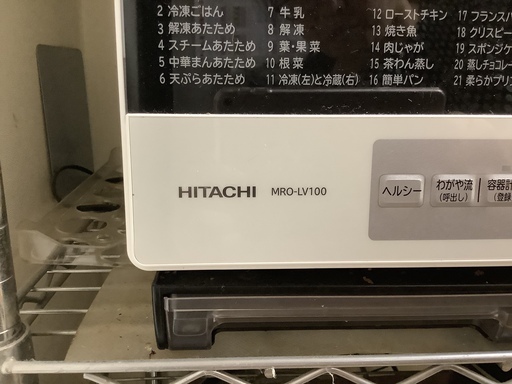 2 冷凍ごはん
3 解凍あたため
4 スチームあたため
5 中華まんあたため
6 天ぷらあたため
7 牛乳
8 解凍
9 葉・果菜
10 根菜
11 冷凍(左)と冷蔵(右)
12 ローストチキン
13 焼き魚
14 肉じゃが
15 茶わん蒸し
16 簡単パン
17 フランスパ
18 クリスピー
19 スポンジケ
20 蒸しチョコレー
21 柔らかプリ
HITACHI MRO-LV100
ヘルシー
わがや流
(呼出し)
容器計
(登録